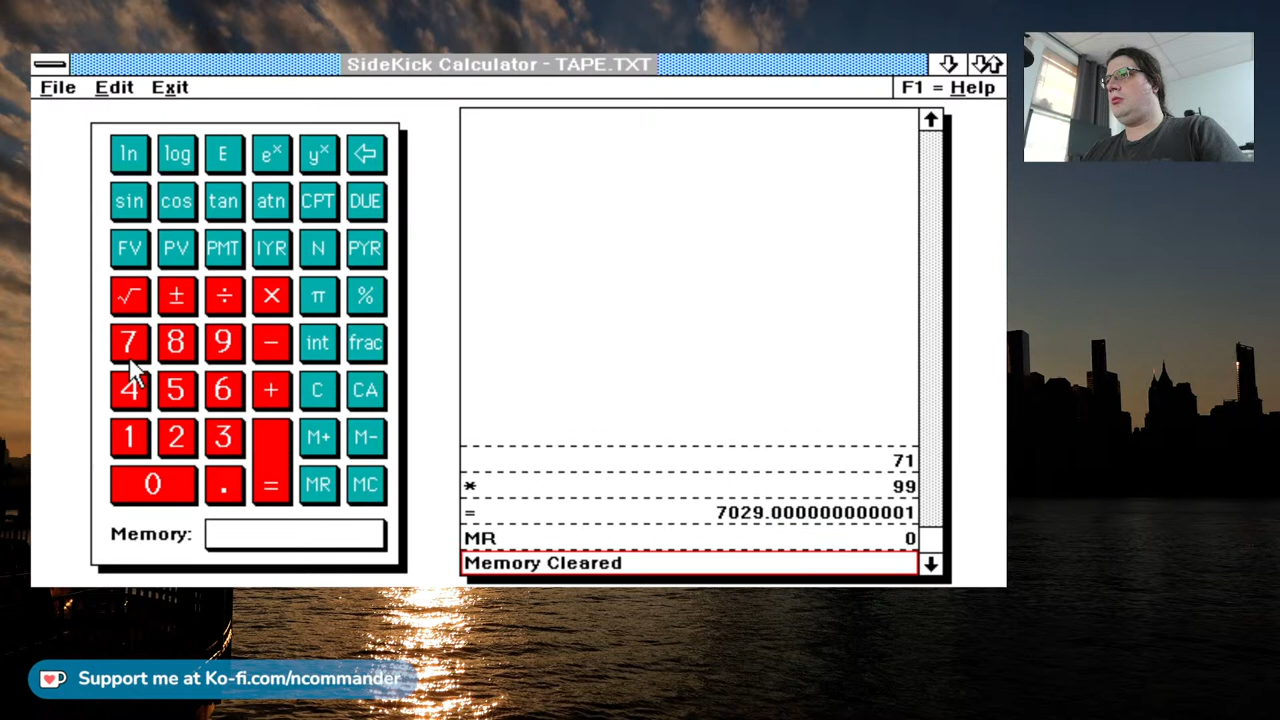 SideKick Calculator - TAPE.TXT
File Edit Exit F1 = Help
ln log E eˣ yˣ
sin cos tan atn CPT DUE
FV PV PMT IYR N PYR
√ ± ÷ × π %
7 8 9 - int frac
4 5 6 + C CA
1 2 3 M+ M-
0 . = MR MC
Memory:
71
* 99
= 7029.000000000001
MR 0
Memory Cleared
Support me at Ko-fi.com/ncommander